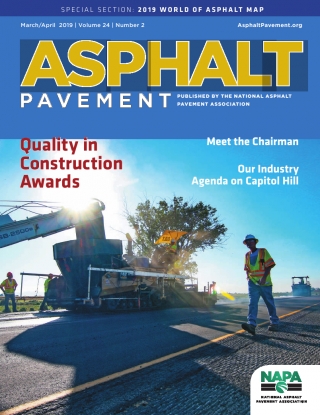 SPECIAL SECTION: 2019 WORLD OF ASPHALT MAP
March/April 2019 | Volume 24 | Number 2
AsphaltPavement.org
ASPHALT
PAVEMENT
PUBLISHED BY THE NATIONAL ASPHALT
PAVEMENT ASSOCIATION
Quality in
Construction
Awards
Meet the Chairman
Our Industry
Agenda on Capitol Hill
NAPA
NATIONAL ASPHALT
PAVEMENT ASSOCIATION